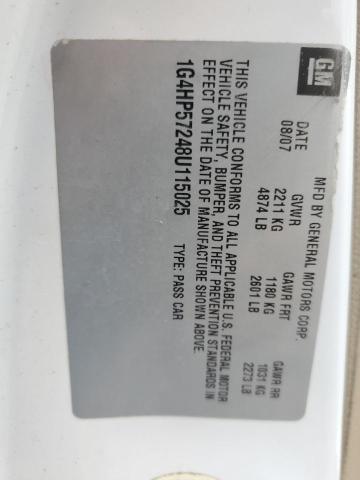 GM
MFD BY GENERAL MOTORS CORP.
DATE GVWR GAWR FRT GAWR RR
08/07 2211 KG 1180 KG 1031 KG
4874 LB 2601 LB 2273 LB
THIS VEHICLE CONFORMS TO ALL APPLICABLE U.S. FEDERAL MOTOR
VEHICLE SAFETY, BUMPER, AND THEFT PREVENTION STANDARDS IN
EFFECT ON THE DATE OF MANUFACTURE SHOWN ABOVE.
1G4HP57248U115025 TYPE: PASS CAR